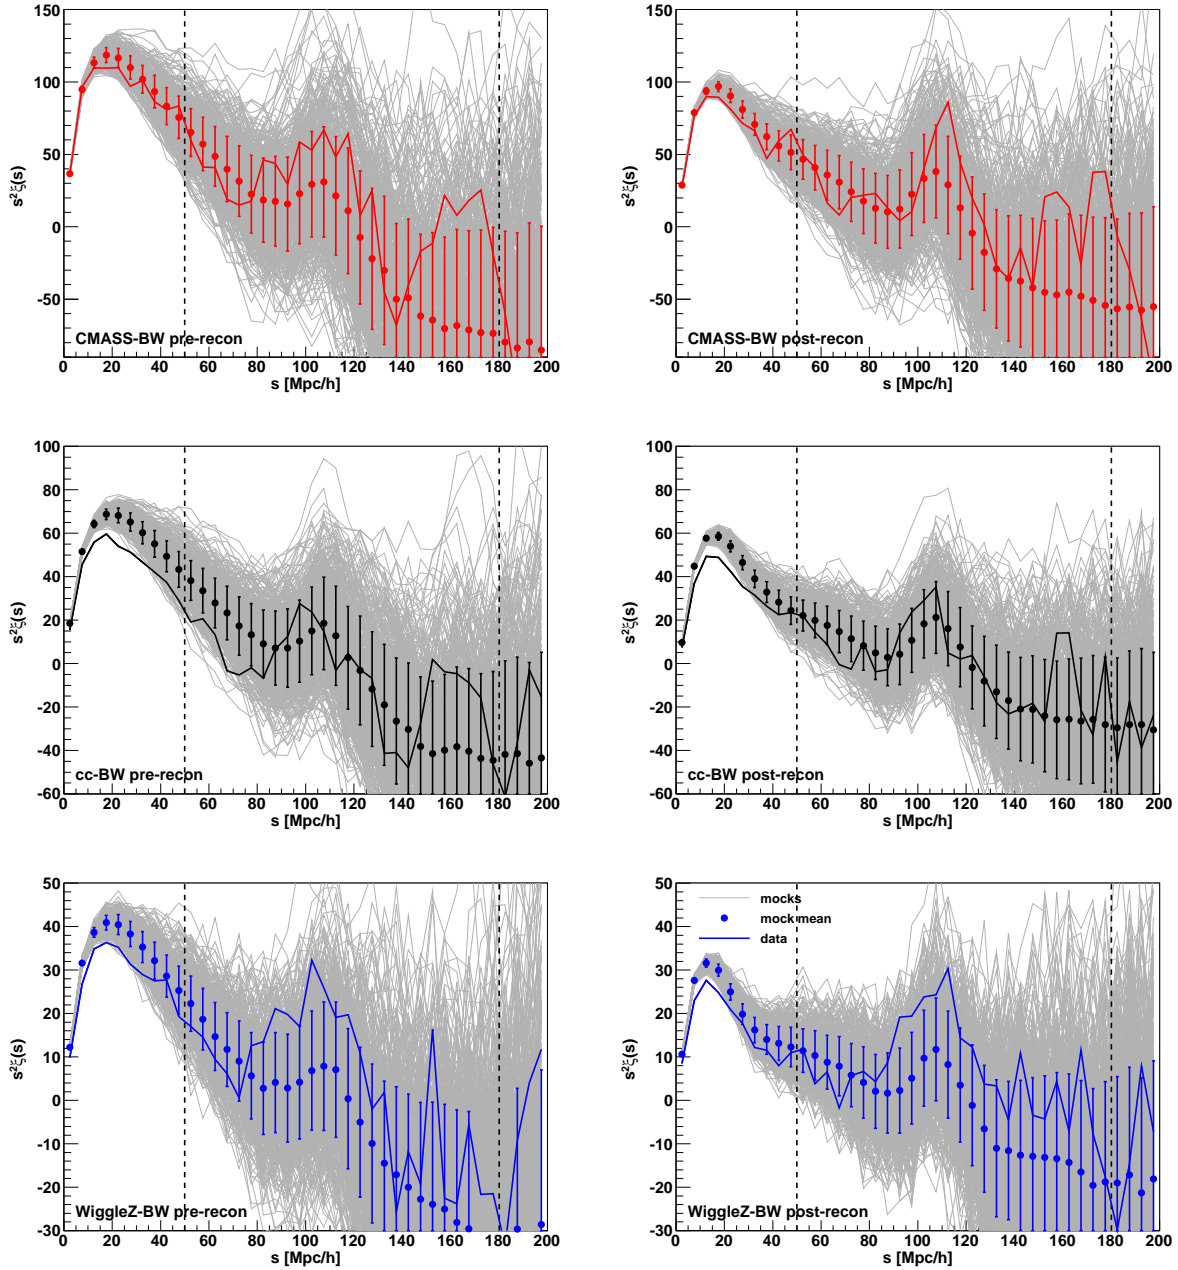 150
100
50
0
-50
s²ξ(s)
CMASS-BW pre-recon
0 20 40 60 80 100 120 140 160 180 200
s [Mpc/h]
150
100
50
0
-50
s²ξ(s)
CMASS-BW post-recon
0 20 40 60 80 100 120 140 160 180 200
s [Mpc/h]
100
80
60
40
20
0
-20
-40
-60
s²ξ(s)
cc-BW pre-recon
0 20 40 60 80 100 120 140 160 180 200
s [Mpc/h]
100
80
60
40
20
0
-20
-40
-60
s²ξ(s)
cc-BW post-recon
0 20 40 60 80 100 120 140 160 180 200
s [Mpc/h]
50
40
30
20
10
0
-10
-20
-30
s²ξ(s)
WiggleZ-BW pre-recon
0 20 40 60 80 100 120 140 160 180 200
s [Mpc/h]
50
40
30
20
10
0
-10
-20
-30
s²ξ(s)
mocks
mock mean
data
WiggleZ-BW post-recon
0 20 40 60 80 100 120 140 160 180 200
s [Mpc/h]